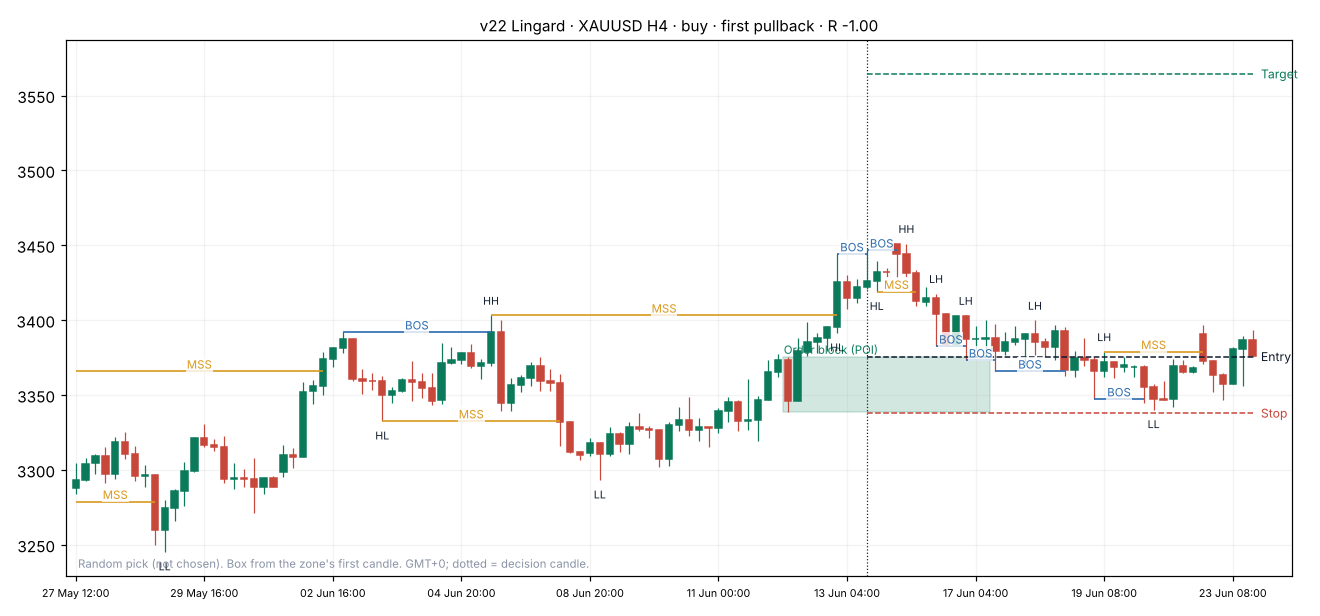 v22 Lingard · XAUUSD H4 · buy · first pullback · R -1.00
Target
3550
3500
3450
HH
BOS
BOS
LH
MSS
HH
LH
HL
LH
MSS
3400
BOS
LH
HL
BOS
Order block (POI)
MSS
BOS
Entry
MSS
BOS
3350
BOS
MSS
Stop
HL
LL
3300
MSS
LL
3250
Random pick (not chosen). Box from the zone's first candle. GMT+0; dotted = decision candle.
LL
27 May 12:00
29 May 16:00
02 Jun 16:00
04 Jun 20:00
08 Jun 20:00
11 Jun 00:00
13 Jun 04:00
17 Jun 04:00
19 Jun 08:00
23 Jun 08:00